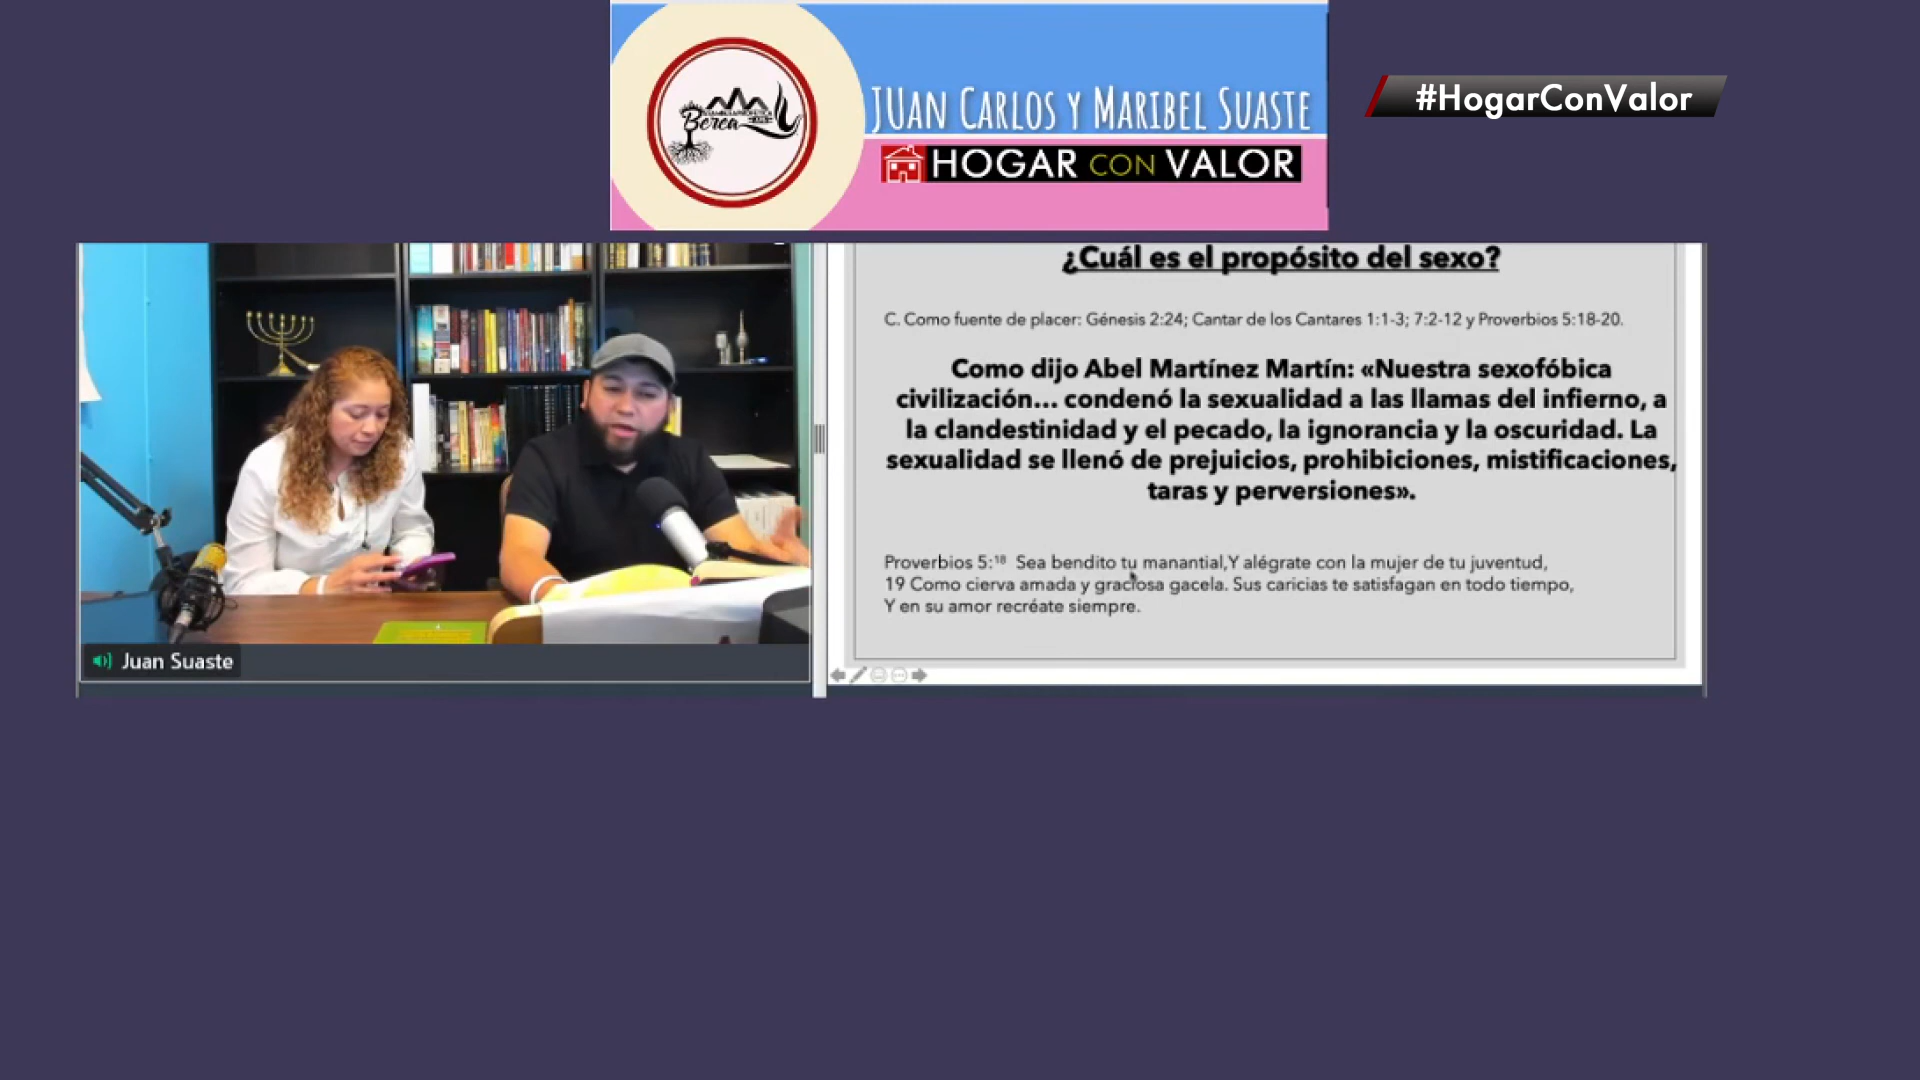 Berea
JUan Carlos y Maribel Suaste
HOGAR CON VALOR
#HogarConValor
¿Cuál es el propósito del sexo?
C. Como fuente de placer: Génesis 2:24; Cantar de los Cantares 1:1-3; 7:2-12 y Proverbios 5:18-20.
Como dijo Abel Martínez Martín: «Nuestra sexofóbica
civilización... condenó la sexualidad a las llamas del infierno, a
la clandestinidad y el pecado, la ignorancia y la oscuridad. La
sexualidad se llenó de prejuicios, prohibiciones, mistificaciones,
taras y perversiones».
Proverbios 5:18 Sea bendito tu manantial,Y alégrate con la mujer de tu juventud,
19 Como cierva amada y graciosa gacela. Sus caricias te satisfagan en todo tiempo,
Y en su amor recréate siempre.
Juan Suaste